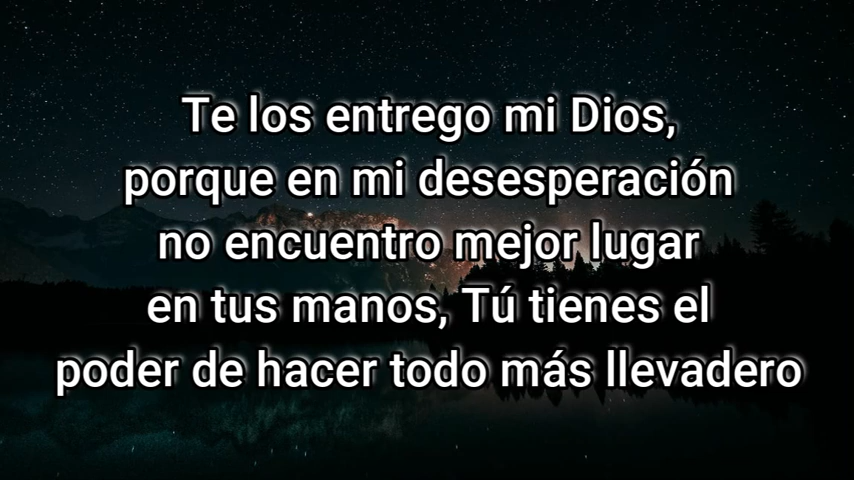 Te los entrego mi Dios,
porque en mi desesperación
no encuentro mejor lugar
en tus manos, Tú tienes el
poder de hacer todo más llevadero